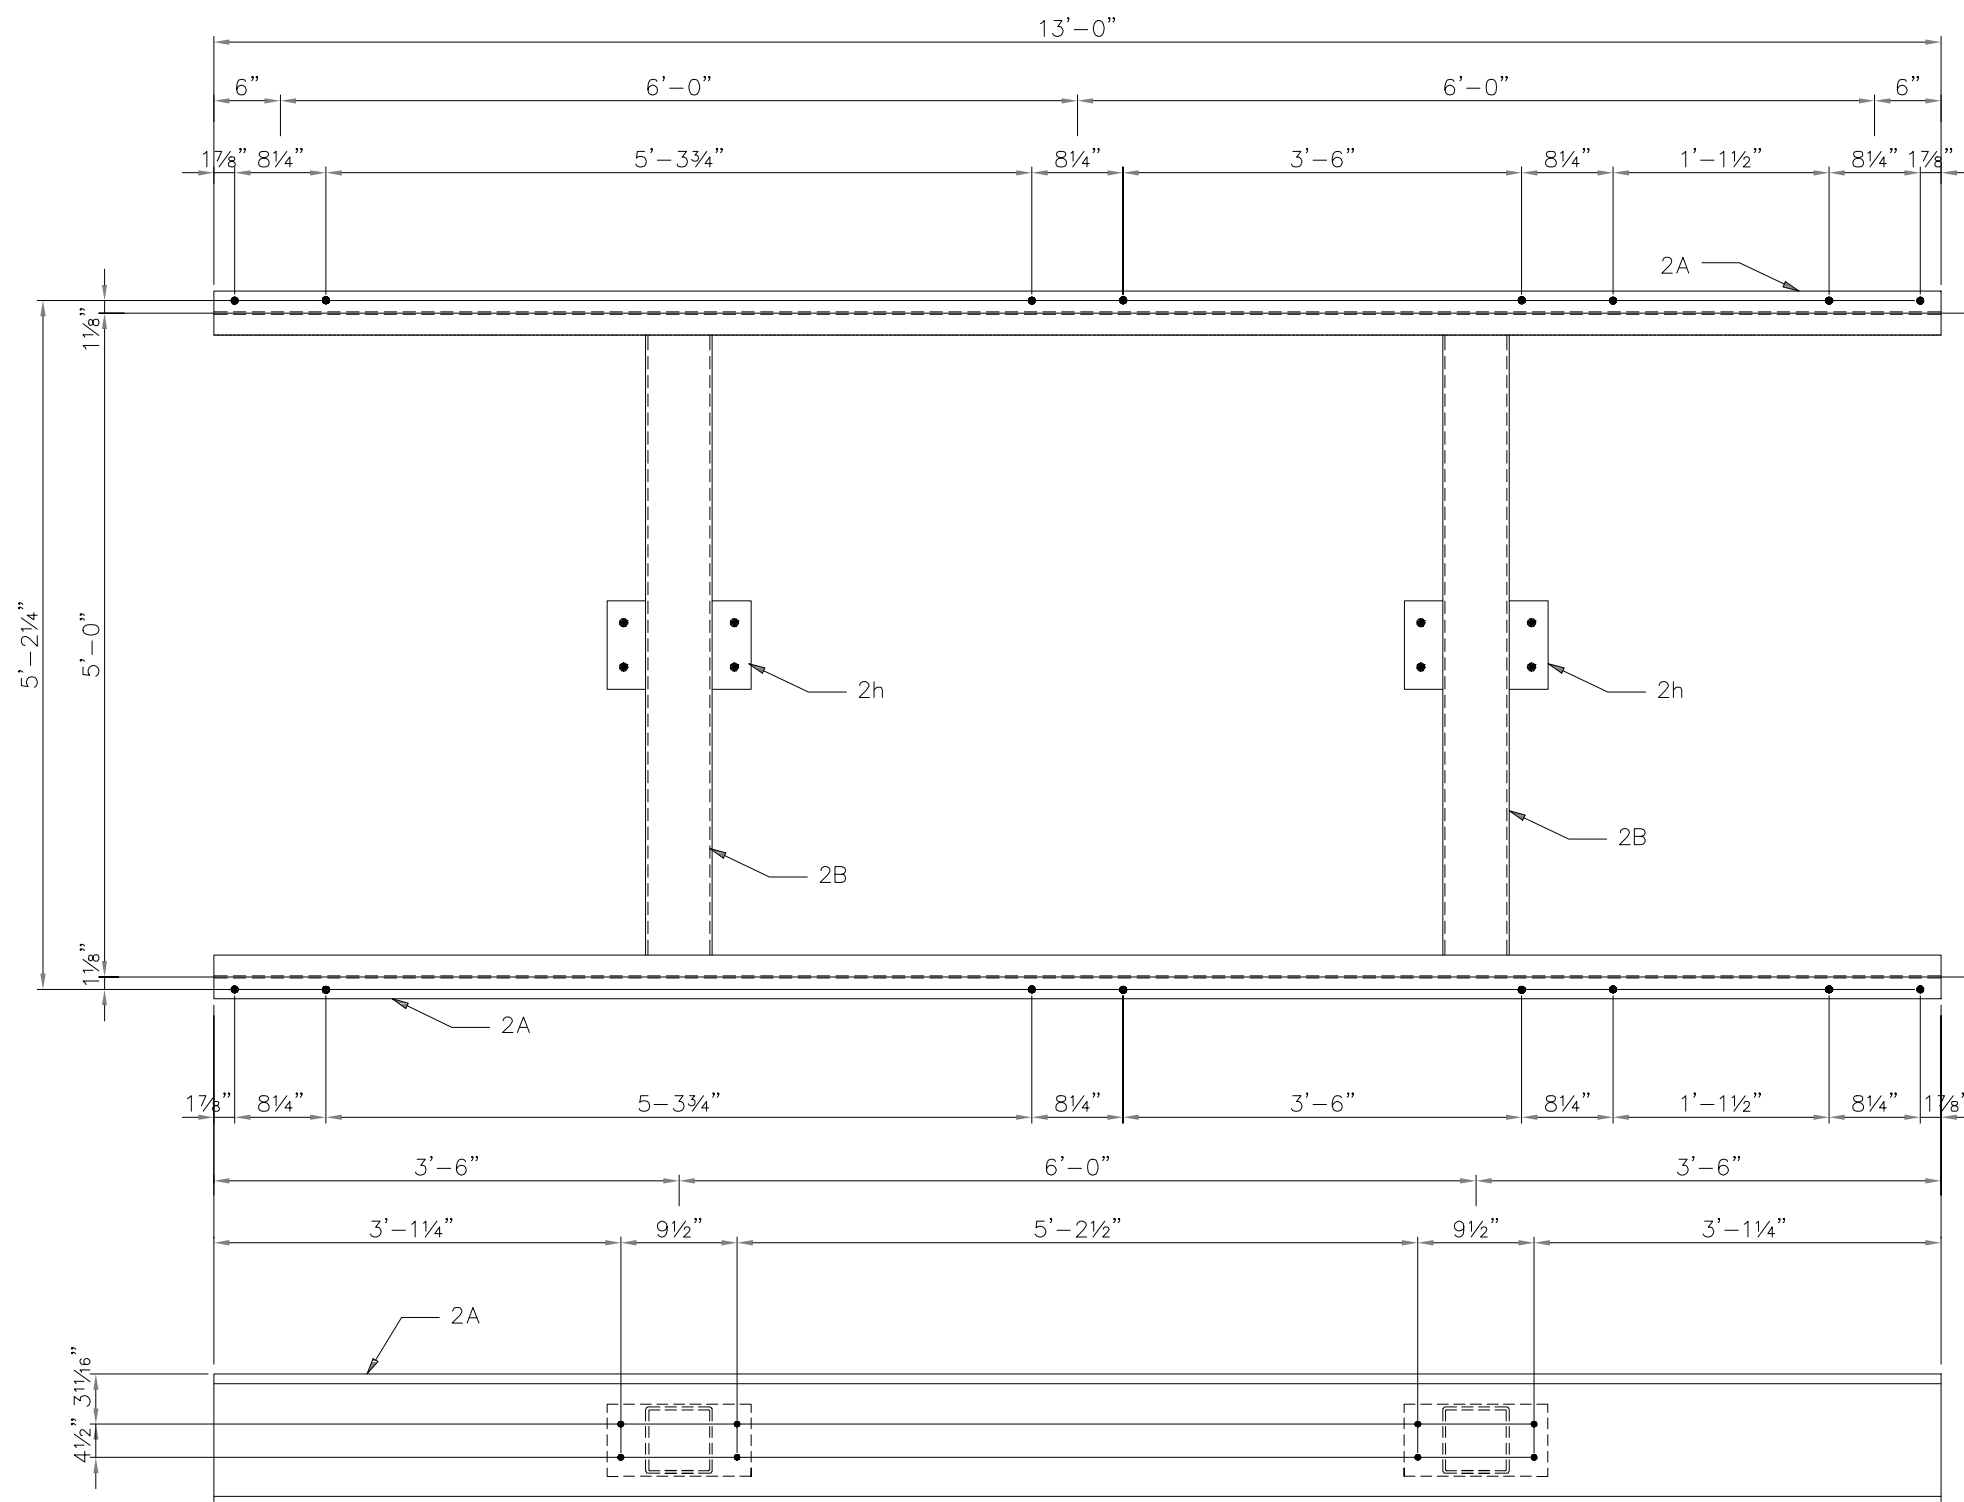 13'-0"
6" 6'-0" 6'-0" 6"
1⅞" 8¼" 5'-3¾" 8¼" 3'-6" 8¼" 1'-1½" 8¼" 1⅞"
2A
1⅛"
5'-2¼"
5'-0"
2h 2h
2B
2B
1⅛"
2A
1⅞" 8¼" 5-3¾" 8¼" 3'-6" 8¼" 1'-1½" 8¼" 1⅞"
3'-6" 6'-0" 3'-6"
3'-1¼" 9½" 5'-2½" 9½" 3'-1¼"
2A
3 11/16"
4½"